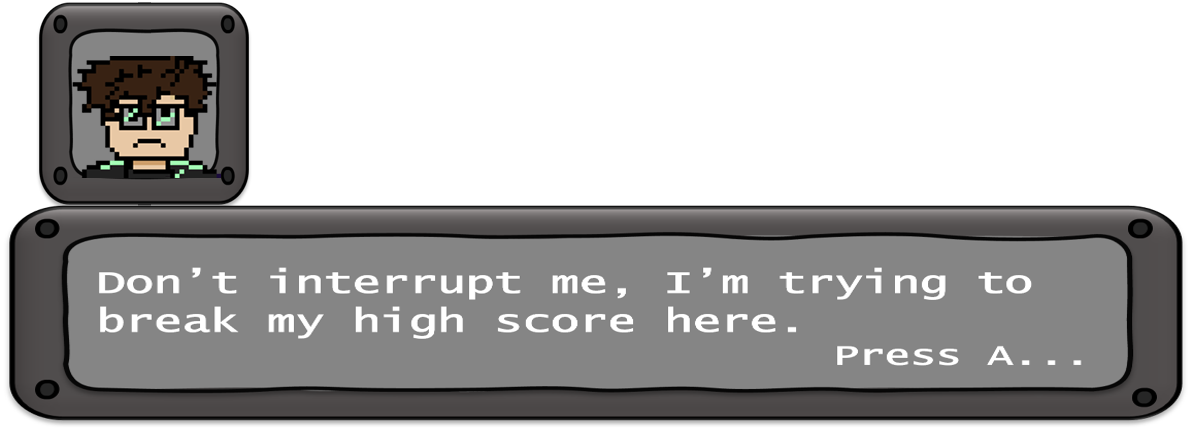 Don’t interrupt me, I’m trying to
break my high score here.
Press A...